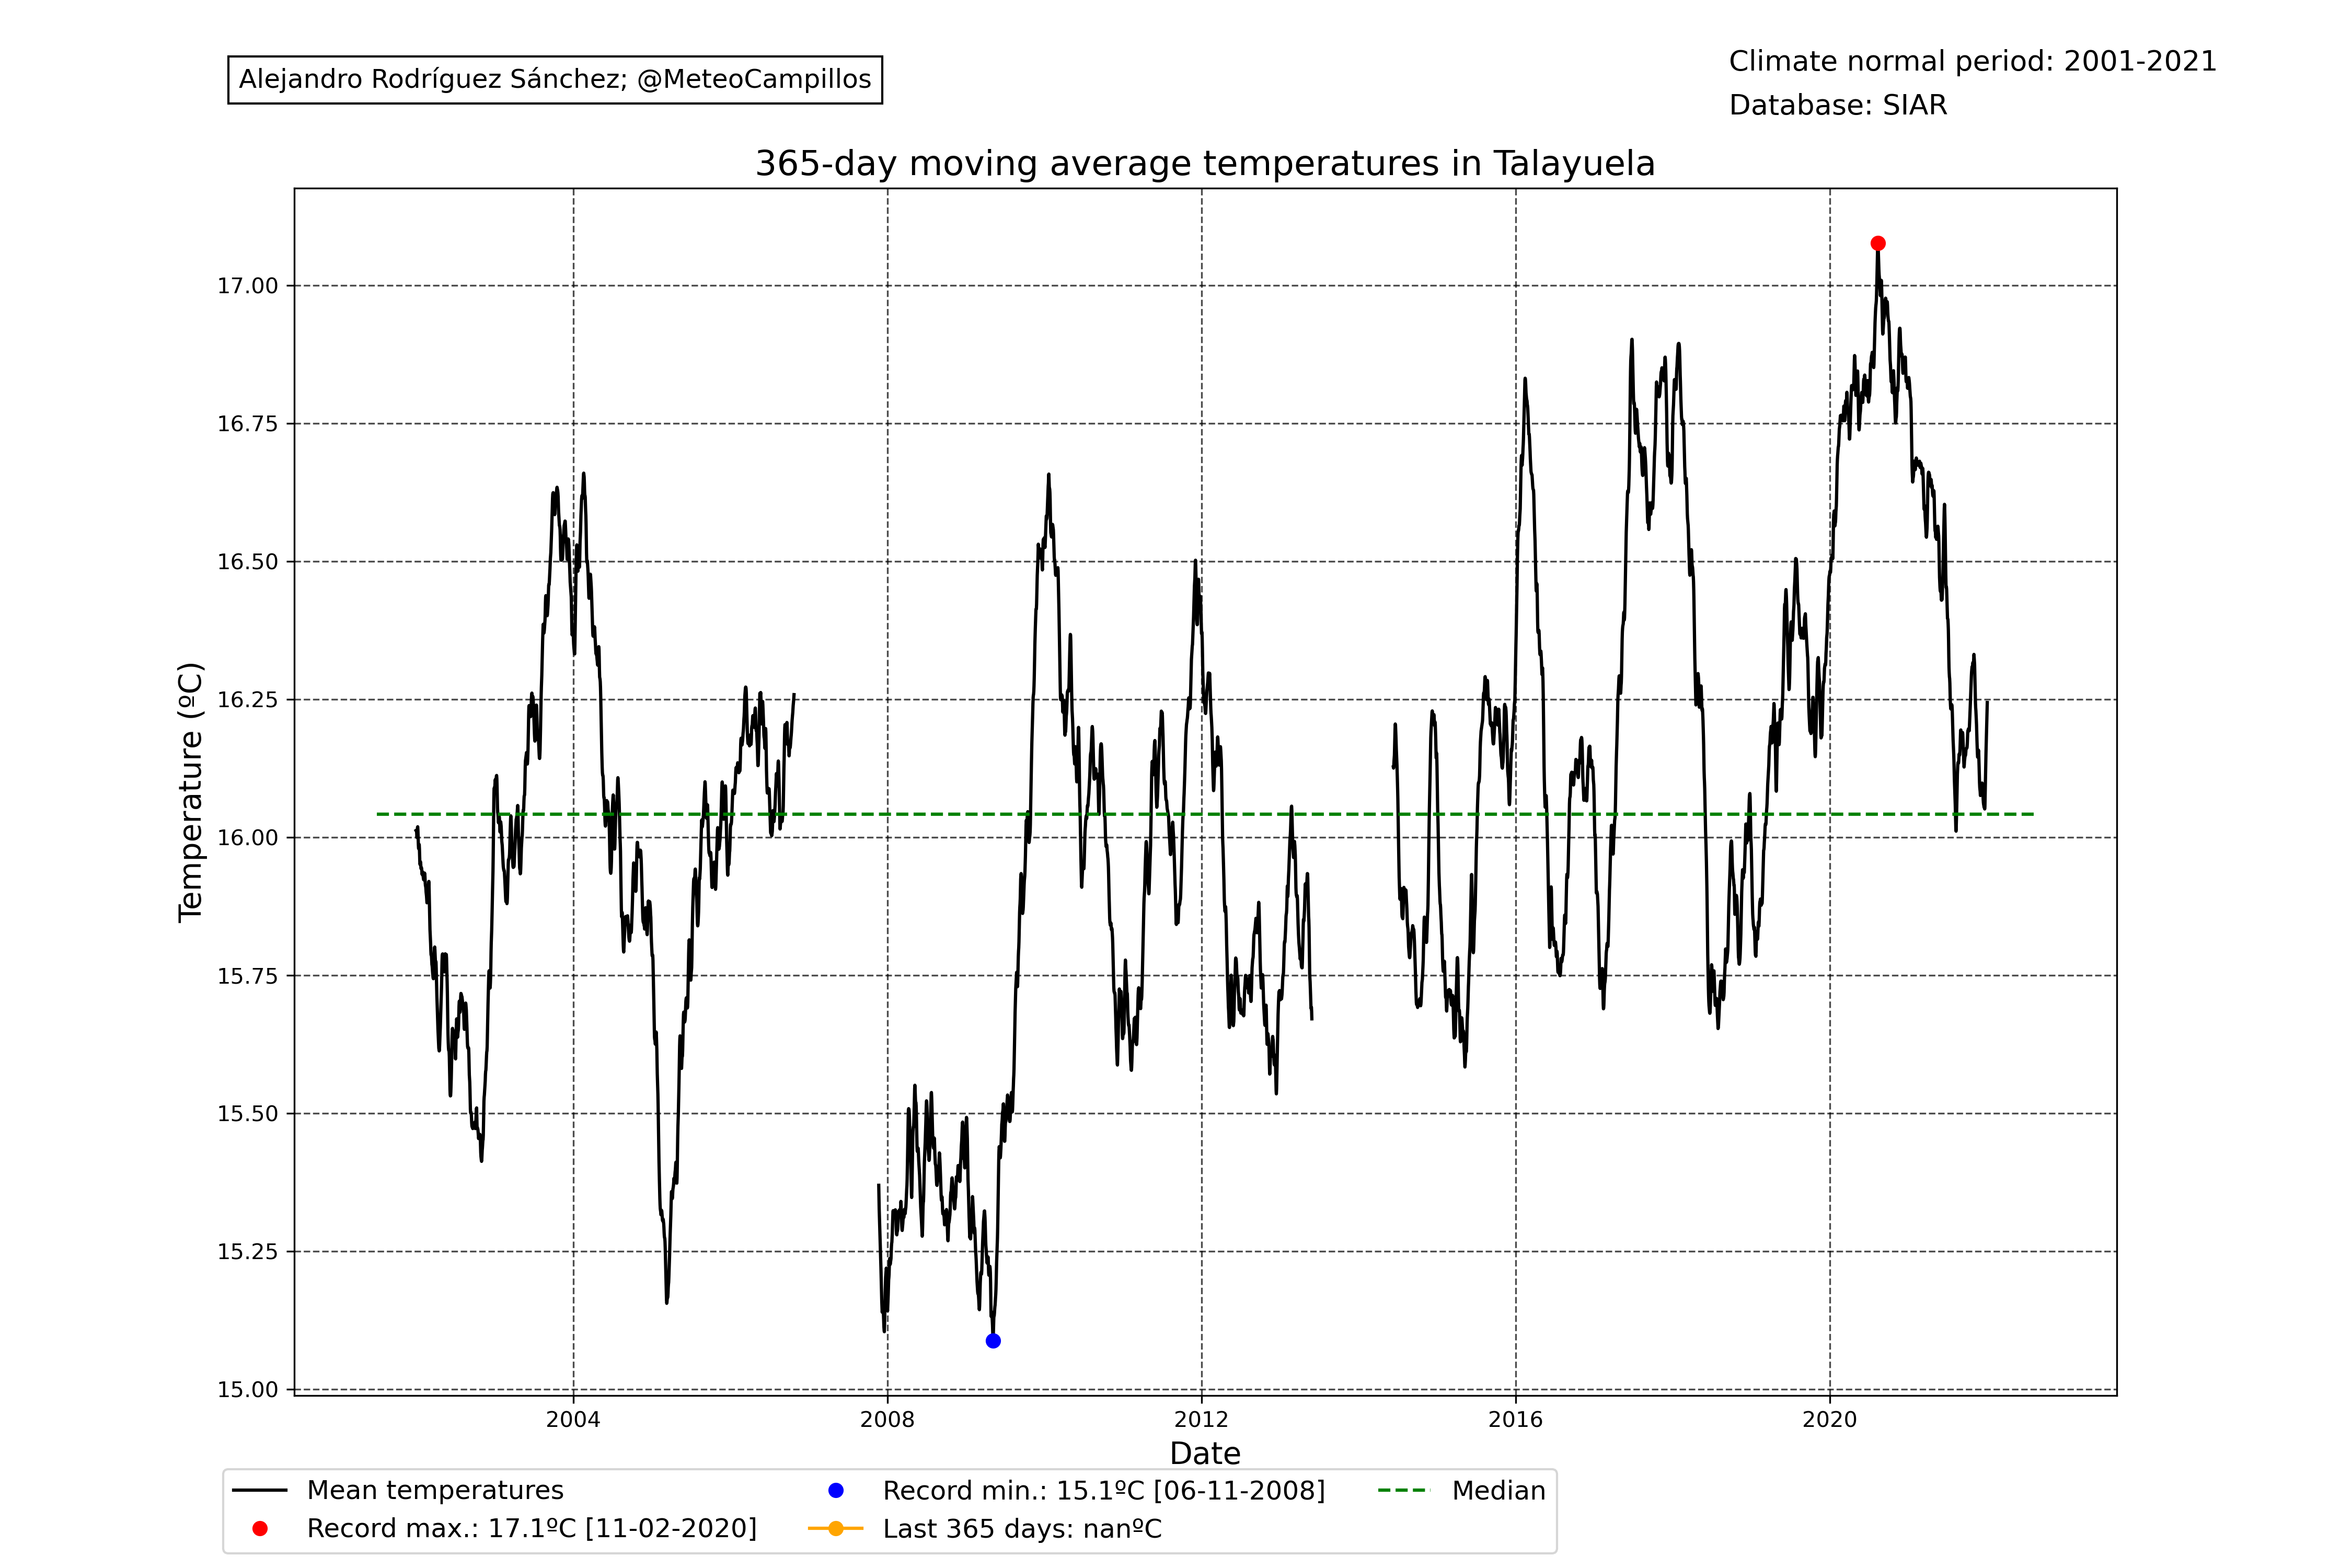 Alejandro Rodríguez Sánchez; @MeteoCampillos
Climate normal period: 2001-2021
Database: SIAR
365-day moving average temperatures in Talayuela
Temperature (ºC)
17.00
16.75
16.50
16.25
16.00
15.75
15.50
15.25
15.00
2004 2008 2012 2016 2020
Date
Mean temperatures
Record max.: 17.1ºC [11-02-2020]
Record min.: 15.1ºC [06-11-2008]
Last 365 days: nanºC
Median